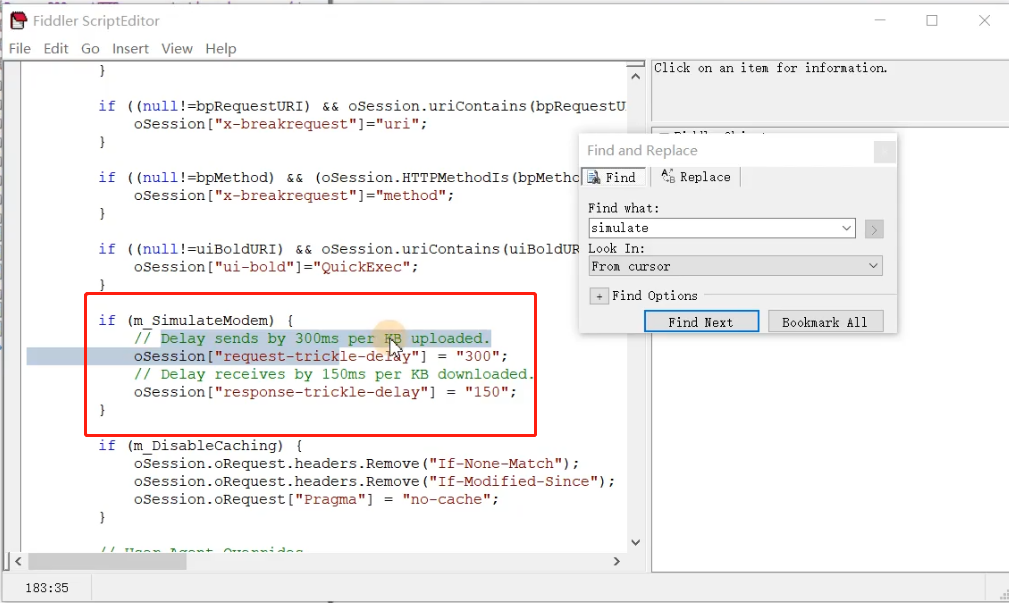 Fiddler ScriptEditor
File Edit Go Insert View Help
}
if ((null!=bpRequestURI) && oSession.uriContains(bpRequestU
oSession["x-breakrequest"]="uri";
}
if ((null!=bpMethod) && (oSession.HTTPMethodIs(bpMetho
oSession["x-breakrequest"]="method";
}
if ((null!=uiBoldURI) && oSession.uriContains(uiBoldUR
oSession["ui-bold"]="QuickExec";
}
if (m_SimulateModem) {
// Delay sends by 300ms per KB uploaded.
oSession["request-trickle-delay"] = "300";
// Delay receives by 150ms per KB downloaded.
oSession["response-trickle-delay"] = "150";
}
if (m_DisableCaching) {
oSession.oRequest.headers.Remove("If-None-Match");
oSession.oRequest.headers.Remove("If-Modified-Since");
oSession.oRequest["Pragma"] = "no-cache";
}
// User Agent Overrides
183:35
Click on an item for information.
Find and Replace
Find
Replace
Find what:
simulate
Look In:
From cursor
+ Find Options
Find Next
Bookmark All